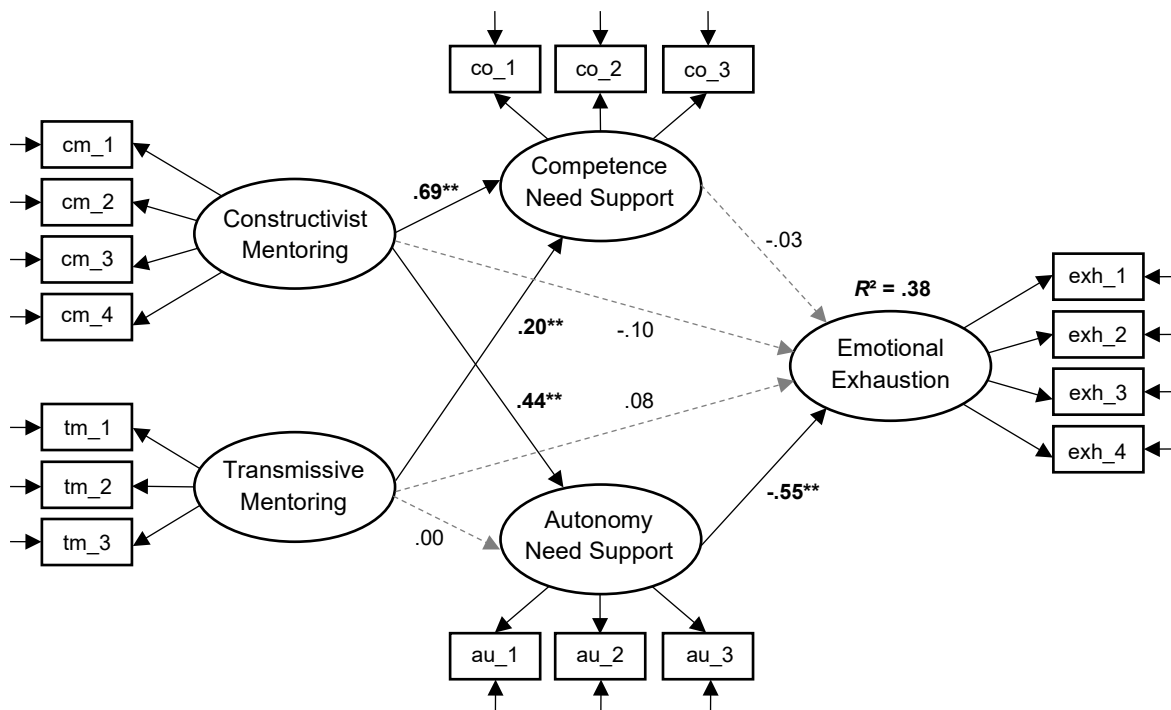 co_1
co_2
co_3
cm_1
cm_2
cm_3
cm_4
Constructivist
Mentoring
.69**
Competence
Need Support
-.03
-.10
.20**
.44**
.08
R² = .38
Emotional
Exhaustion
exh_1
exh_2
exh_3
exh_4
tm_1
tm_2
tm_3
Transmissive
Mentoring
.00
-.55**
Autonomy
Need Support
au_1
au_2
au_3